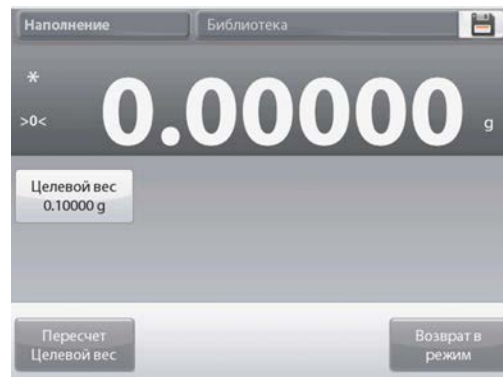 Наполнение
Библиотека
*
>0<
0.00000 g
Целевой вес
0.10000 g
Пересчет
Целевой вес
Возврат в
режим